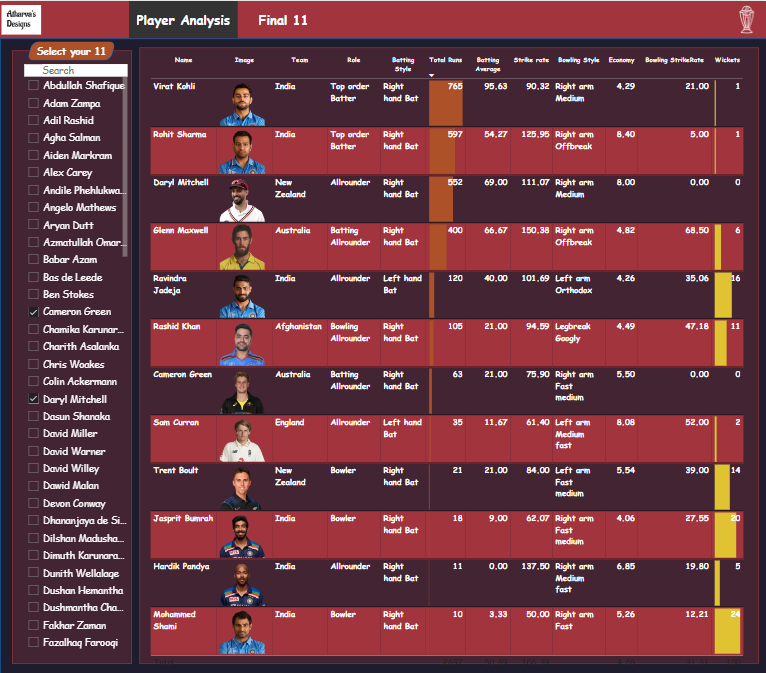 Atharva's
Designs
Player Analysis
Final 11
Select your 11
Search
Abdullah Shafique
Adam Zampa
Adil Rashid
Agha Salman
Aiden Markram
Alex Carey
Andile Phehlukwa...
Angelo Mathews
Aryan Dutt
Azmatullah Omar...
Babar Azam
Bas de Leede
Ben Stokes
Cameron Green
Chamika Karunar...
Charith Asalanka
Chris Woakes
Colin Ackermann
Daryl Mitchell
Dasun Shanaka
David Miller
David Warner
David Willey
Dawid Malan
Devon Conway
Dhananjaya de Si...
Dilshan Madusha...
Dimuth Karunara...
Dunith Wellalage
Dushan Hemantha
Dushmantha Cha...
Fakhar Zaman
Fazalhaq Farooqi
Name Image Team Role Batting Style Total Runs Batting Average Strike rate Bowling Style Economy Bowling StrikeRate Wickets
Virat Kohli India Top order Batter Right hand Bat 765 95,63 90,32 Right arm Medium 4,29 21,00 1
Rohit Sharma India Top order Batter Right hand Bat 597 54,27 125,95 Right arm Offbreak 8,40 5,00 1
Daryl Mitchell New Zealand Allrounder Right hand Bat 552 69,00 111,07 Right arm Medium 8,00 0,00 0
Glenn Maxwell Australia Batting Allrounder Right hand Bat 400 66,67 150,38 Right arm Offbreak 4,82 68,50 6
Ravindra Jadeja India Allrounder Left hand Bat 120 40,00 101,69 Left arm Orthodox 4,26 35,06 16
Rashid Khan Afghanistan Bowling Allrounder Right hand Bat 105 21,00 94,59 Legbreak Googly 4,49 47,18 11
Cameron Green Australia Batting Allrounder Right hand Bat 63 21,00 75,90 Right arm Fast medium 5,50 0,00 0
Sam Curran England Allrounder Left hand Bat 35 11,67 61,40 Left arm Medium fast 8,08 52,00 2
Trent Boult New Zealand Bowler Right hand Bat 21 21,00 84,00 Left arm Fast medium 5,54 39,00 14
Jasprit Bumrah India Bowler Right hand Bat 18 9,00 62,07 Right arm Fast medium 4,06 27,55 20
Hardik Pandya India Allrounder Right hand Bat 11 0,00 137,50 Right arm Medium fast 6,85 19,80 5
Mohammed Shami India Bowler Right hand Bat 10 3,33 50,00 Right arm Fast 5,26 12,21 24